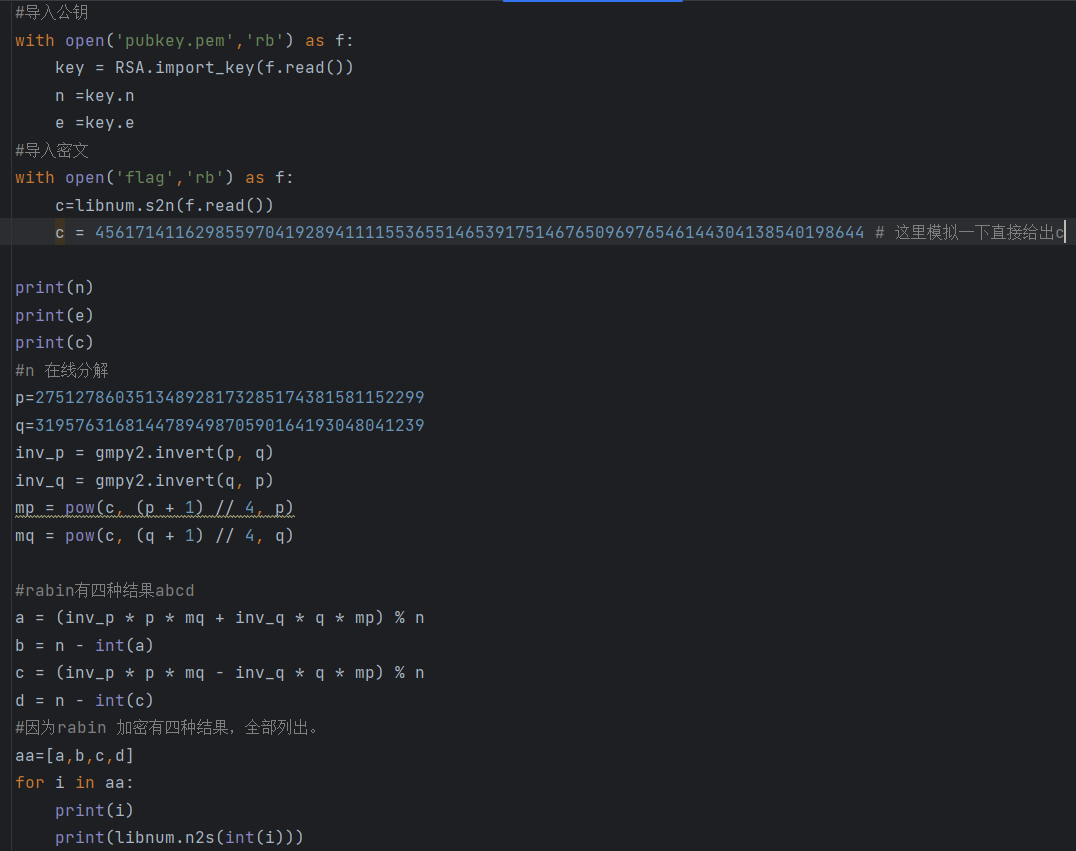 #导入公钥
with open('pubkey.pem','rb') as f:
    key = RSA.import_key(f.read())
    n =key.n
    e =key.e
#导入密文
with open('flag','rb') as f:
    c=libnum.s2n(f.read())
    c = 45617141162985597041928941111553655146539175146765096976546144304138540198644 # 这里模拟一下直接给出c
print(n)
print(e)
print(c)
#n 在线分解
p=275127860351348928173285174381581152299
q=319576316814478949870590164193048041239
inv_p = gmpy2.invert(p, q)
inv_q = gmpy2.invert(q, p)
mp = pow(c, (p + 1) // 4, p)
mq = pow(c, (q + 1) // 4, q)
#rabin有四种结果abcd
a = (inv_p * p * mq + inv_q * q * mp) % n
b = n - int(a)
c = (inv_p * p * mq - inv_q * q * mp) % n
d = n - int(c)
#因为rabin 加密有四种结果，全部列出。
aa=[a,b,c,d]
for i in aa:
    print(i)
    print(libnum.n2s(int(i)))